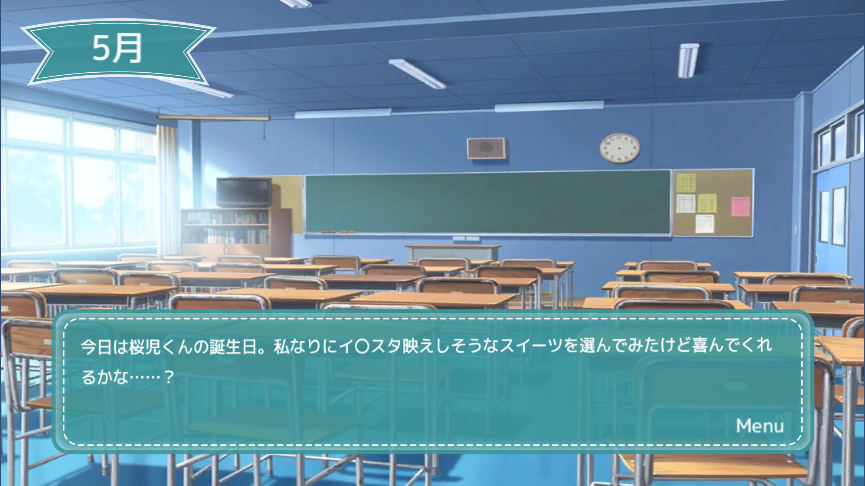 5月
今日は桜児くんの誕生日。私なりにイ〇スタ映えしそうなスイーツを選んでみたけど喜んでくれ
るかな……？
Menu